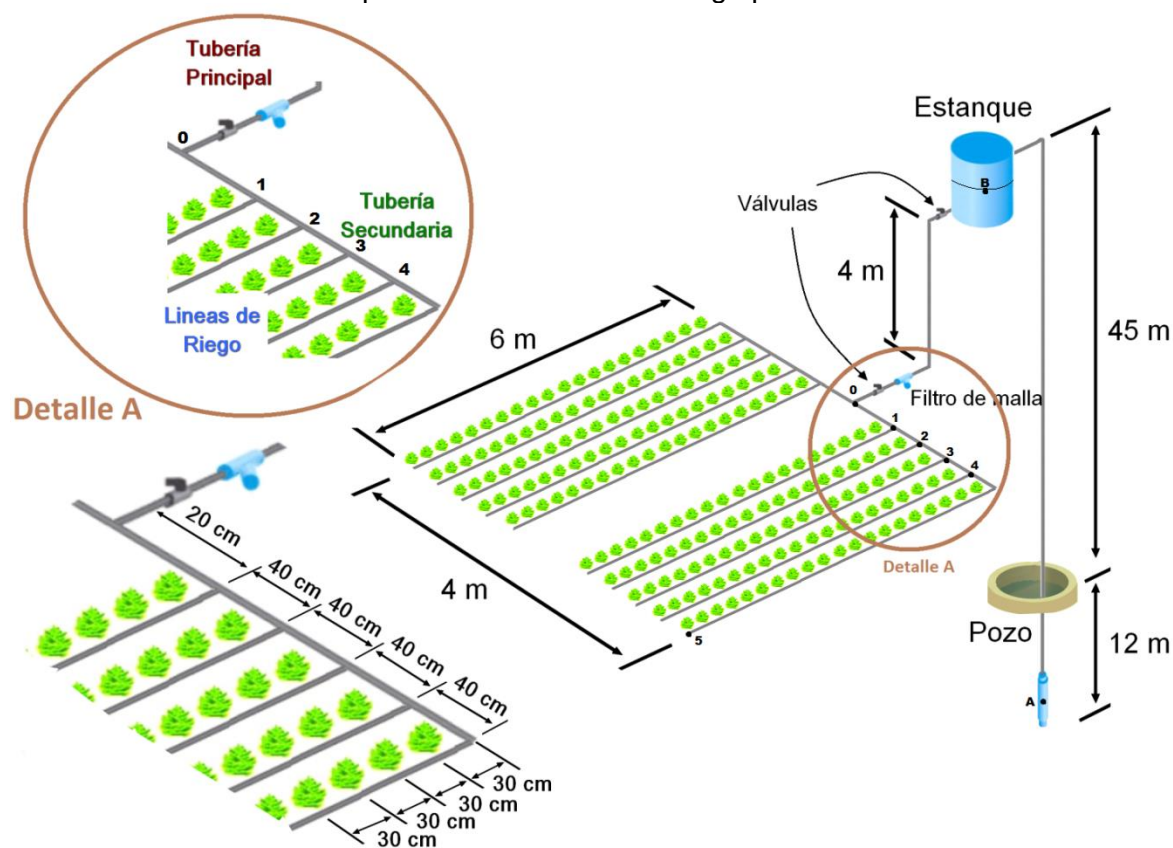 Tubería
Principal
0
1
2
3
4
Tubería
Secundaria
Lineas de
Riego
Detalle A
Estanque
B
Válvulas
4 m
45 m
6 m
Filtro de malla
0
1
2
3
4
Detalle A
4 m
5
Pozo
12 m
A
20 cm
40 cm
40 cm
40 cm
40 cm
30 cm
30 cm
30 cm
30 cm